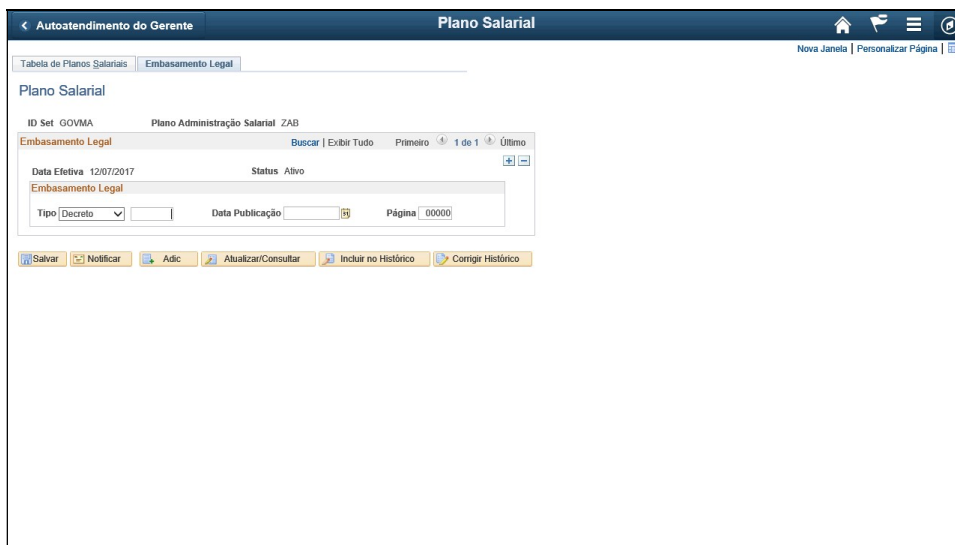 Autoatendimento do Gerente Plano Salarial
Nova Janela | Personalizar Página |
Tabela de Planos Salariais Embasamento Legal
Plano Salarial
ID Set GOVMA Plano Administração Salarial ZAB
Embasamento Legal Buscar | Exibir Tudo Primeiro 1 de 1 Último
Data Efetiva 12/07/2017 Status Ativo
Embasamento Legal
Tipo Decreto Data Publicação Página 00000
Salvar Notificar Adic Atualizar/Consultar Incluir no Histórico Corrigir Histórico